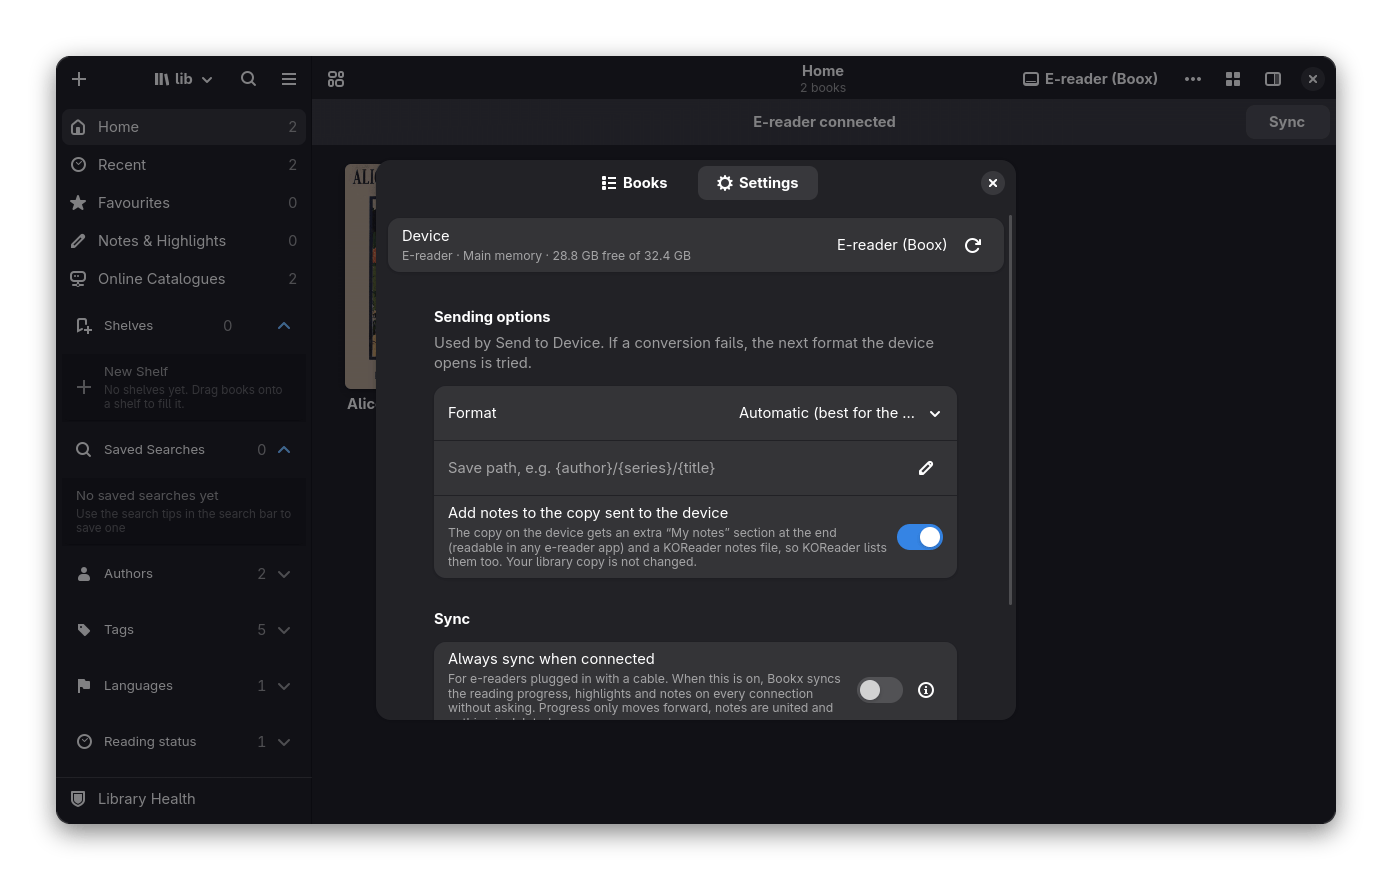 lib
Home
2 books
E-reader (Boox)
E-reader connected
Sync
Home 2
Recent 2
Favourites 0
Notes & Highlights 0
Online Catalogues 2
Shelves 0
New Shelf
No shelves yet. Drag books onto
a shelf to fill it.
Saved Searches 0
No saved searches yet
Use the search tips in the search bar to
save one
Authors 2
Tags 5
Languages 1
Reading status 1
Library Health
Books
Settings
Device
E-reader · Main memory · 28.8 GB free of 32.4 GB
E-reader (Boox)
Sending options
Used by Send to Device. If a conversion fails, the next format the device
opens is tried.
Format
Automatic (best for the ...
Save path, e.g. {author}/{series}/{title}
Add notes to the copy sent to the device
The copy on the device gets an extra “My notes” section at the end
(readable in any e-reader app) and a KOReader notes file, so KOReader lists
them too. Your library copy is not changed.
Sync
Always sync when connected
For e-readers plugged in with a cable. When this is on, Bookx syncs
the reading progress, highlights and notes on every connection
without asking. Progress only moves forward, notes are united and